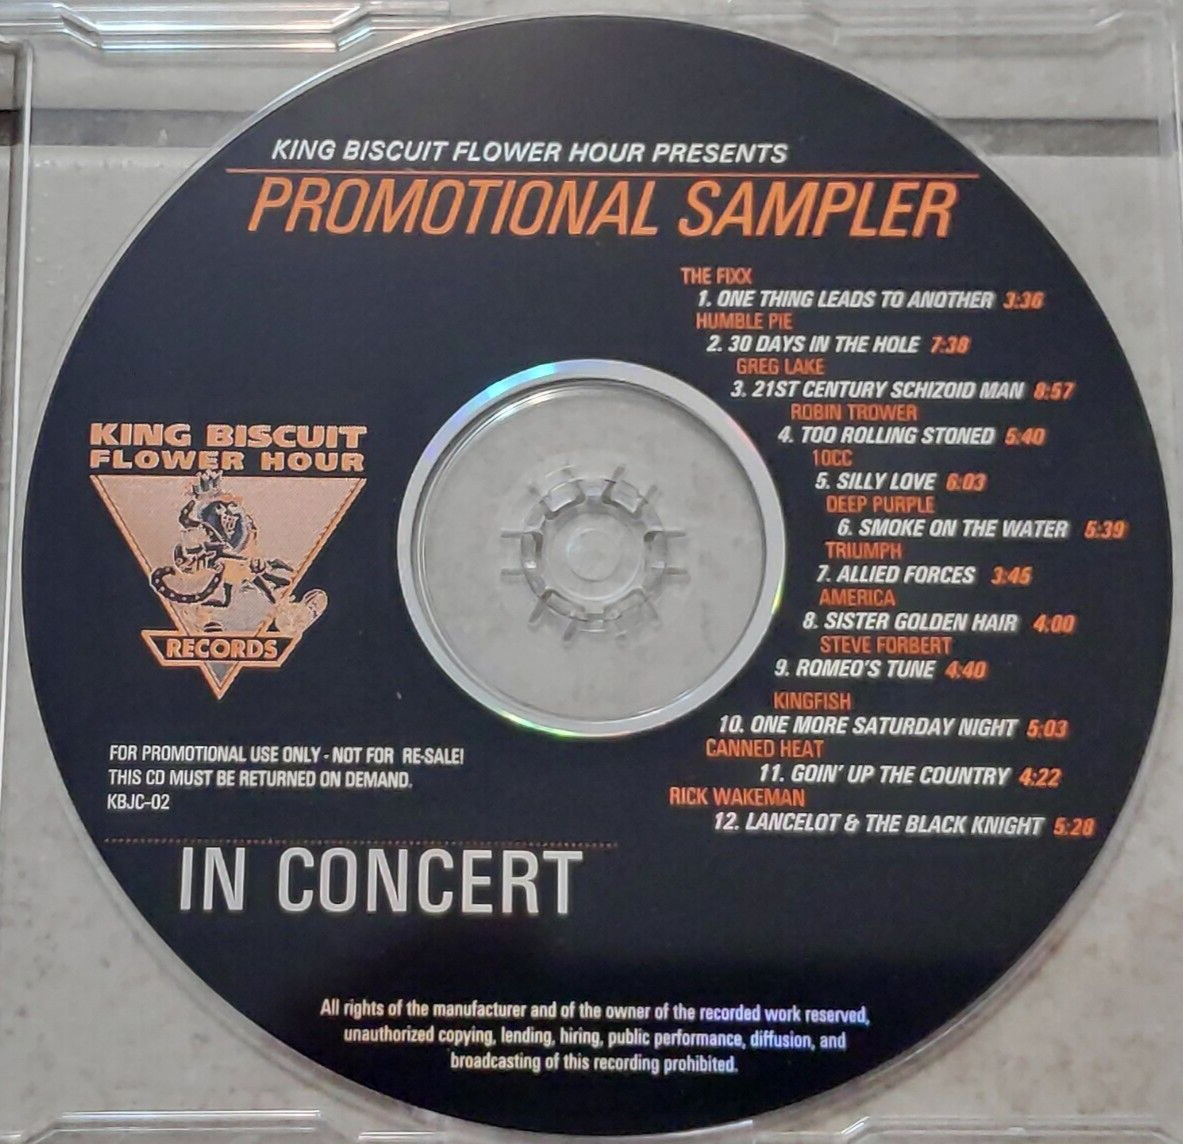 KING BISCUIT FLOWER HOUR PRESENTS
PROMOTIONAL SAMPLER
THE FIXX
1. ONE THING LEADS TO ANOTHER 3:36
HUMBLE PIE
2. 30 DAYS IN THE HOLE 7:38
GREG LAKE
3. 21ST CENTURY SCHIZOID MAN 8:57
ROBIN TROWER
4. TOO ROLLING STONED 5:40
10CC
5. SILLY LOVE 6:03
DEEP PURPLE
6. SMOKE ON THE WATER 5:39
TRIUMPH
7. ALLIED FORCES 3:45
AMERICA
8. SISTER GOLDEN HAIR 4:00
STEVE FORBERT
9. ROMEO'S TUNE 4:40
KINGFISH
10. ONE MORE SATURDAY NIGHT 5:03
CANNED HEAT
11. GOIN' UP THE COUNTRY 4:22
RICK WAKEMAN
12. LANCELOT & THE BLACK KNIGHT 5:28
KING BISCUIT
FLOWER HOUR
RECORDS
FOR PROMOTIONAL USE ONLY - NOT FOR RE-SALE!
THIS CD MUST BE RETURNED ON DEMAND.
KBJC-02
IN CONCERT
All rights of the manufacturer and of the owner of the recorded work reserved,
unauthorized copying, lending, hiring, public performance, diffusion, and
broadcasting of this recording prohibited.